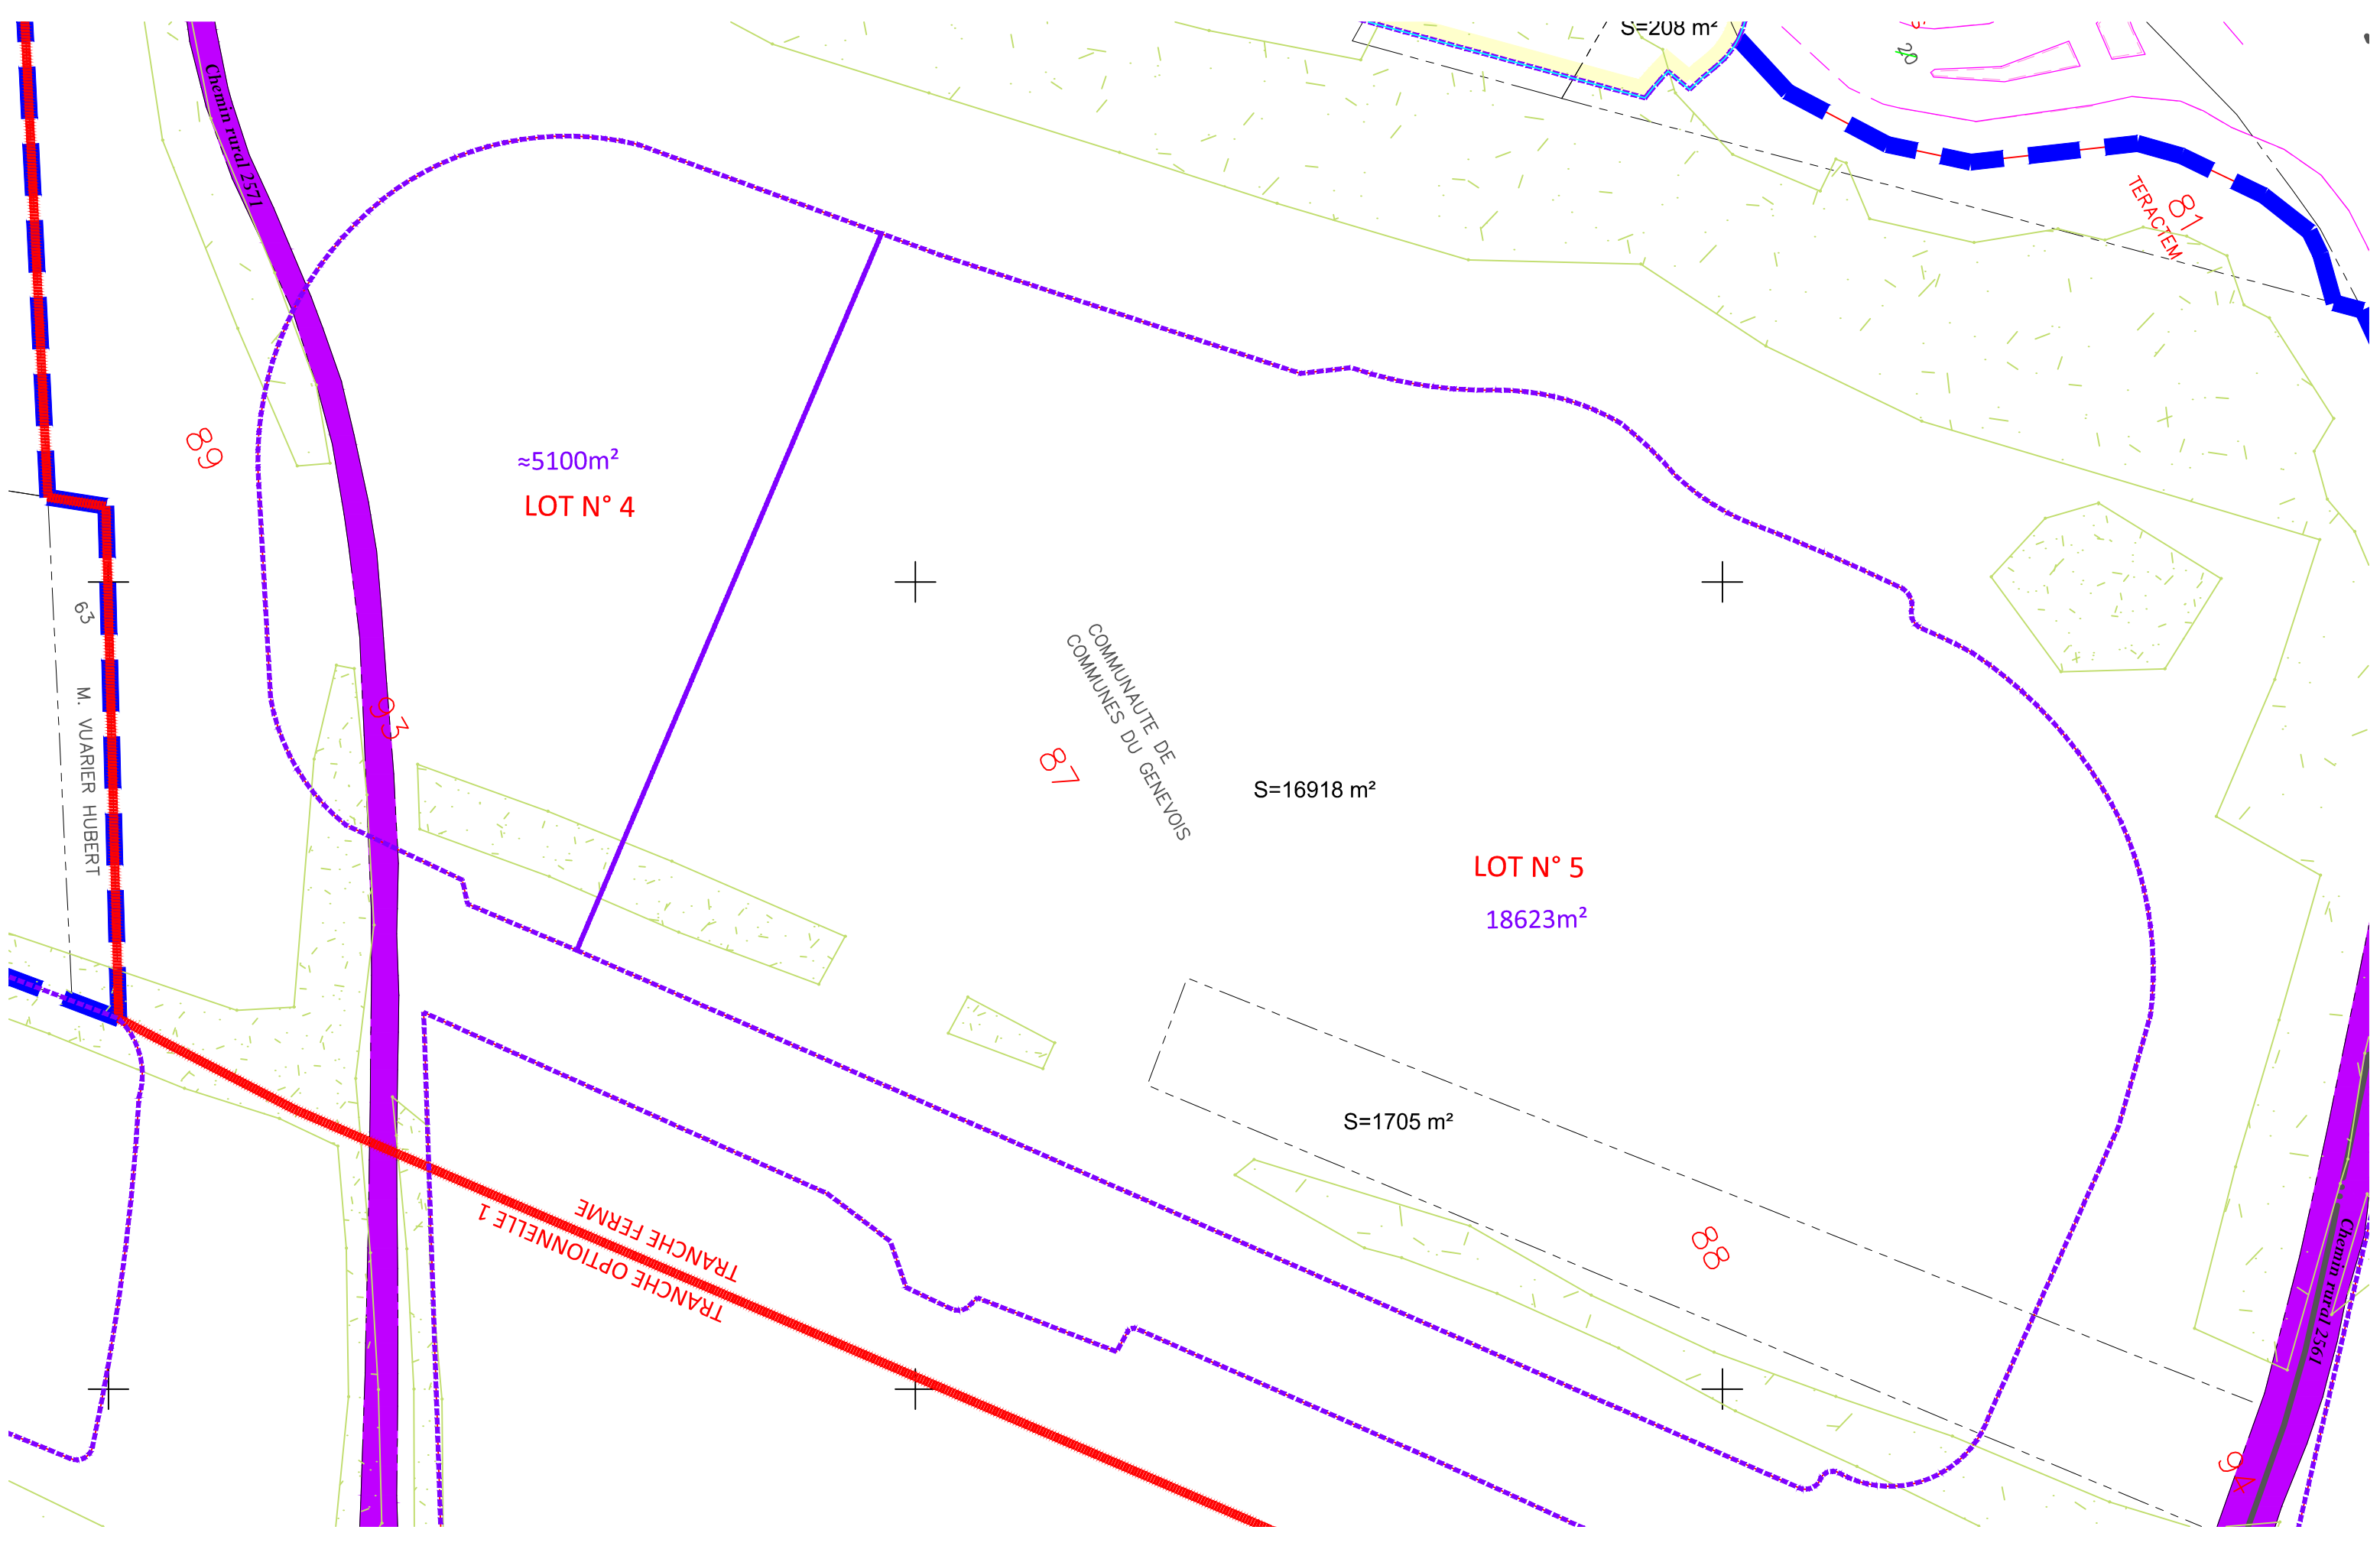 S=208 m²
20
Chemin rural 2571
81
TERACTEM
89
≈5100m²
LOT N° 4
63
M. VUARIER HUBERT
93
COMMUNAUTE DE
COMMUNES DU GENEVOIS
87
S=16918 m²
LOT N° 5
18623m²
S=1705 m²
88
TRANCHE FERME
TRANCHE OPTIONNELLE 1
Chemin rural 2561